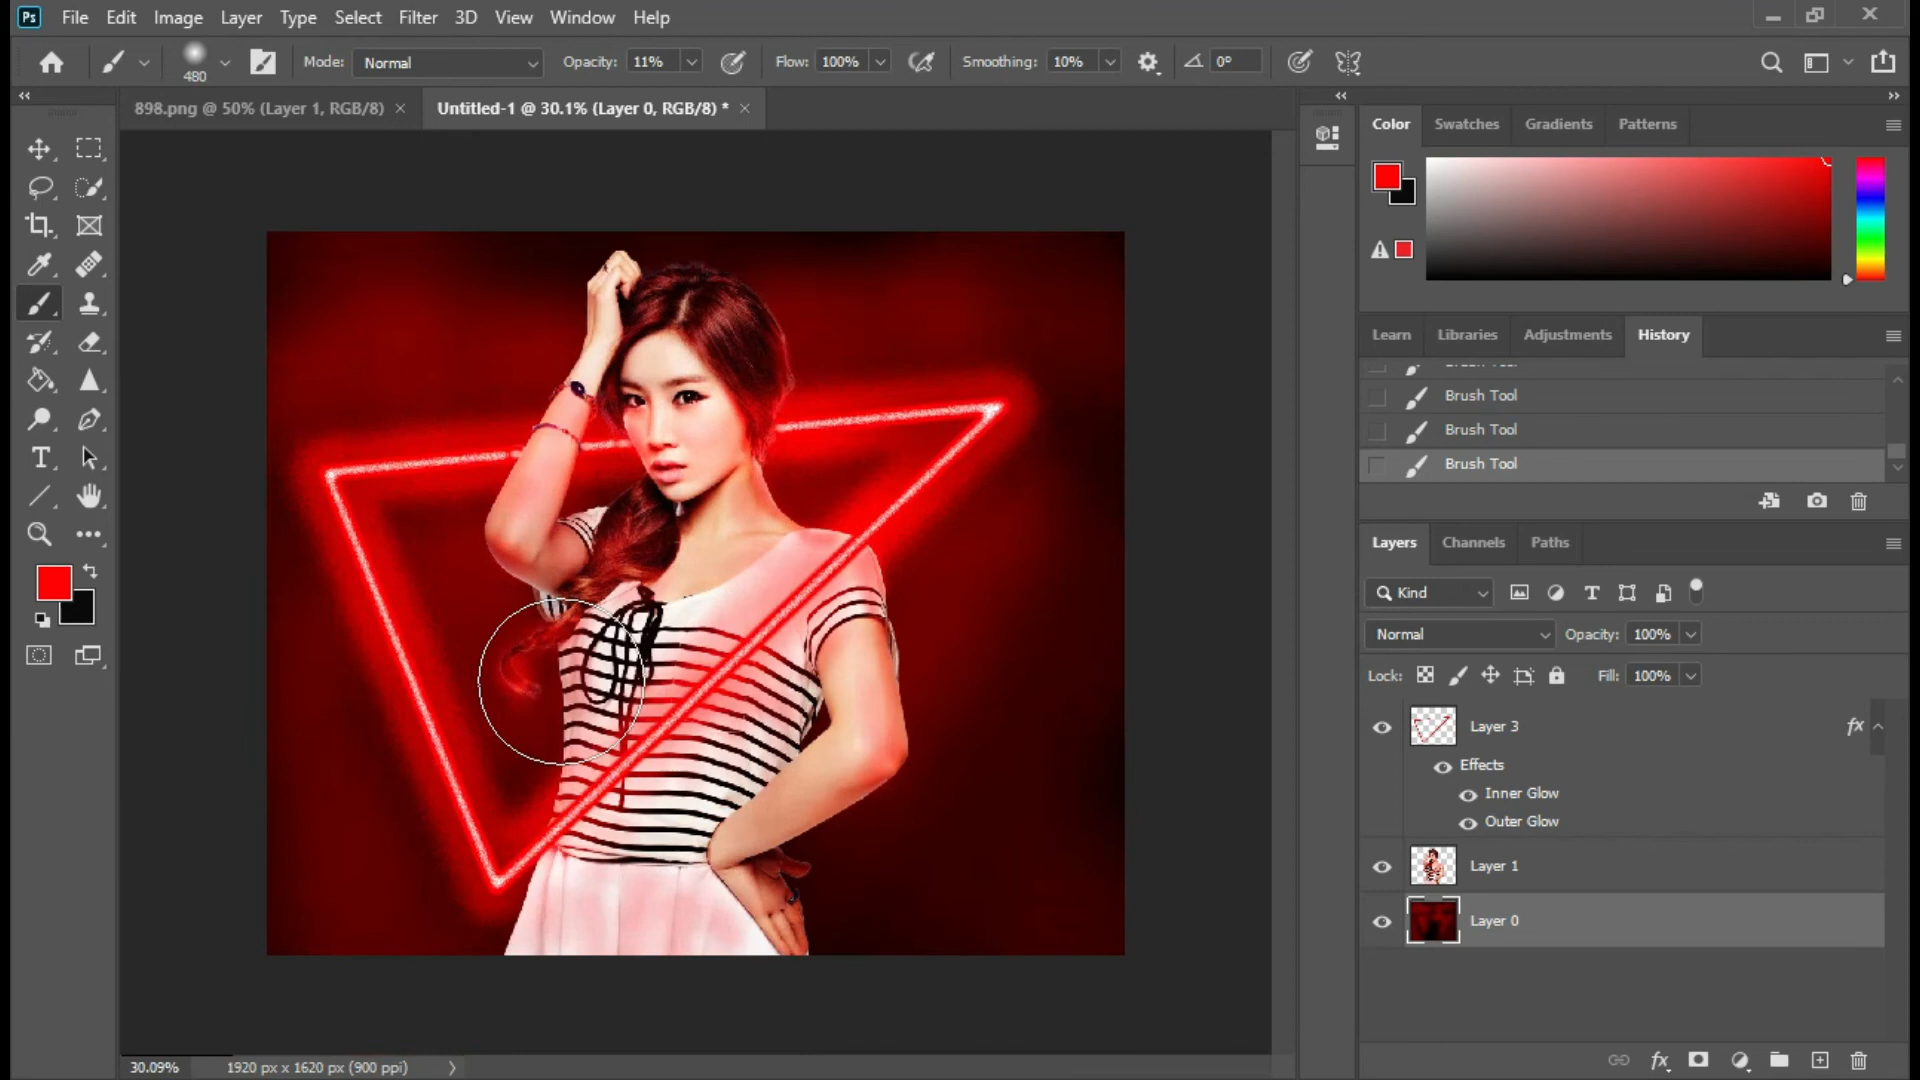 Ps File Edit Image Layer Type Select Filter 3D View Window Help
480 Mode: Normal Opacity: 11% Flow: 100% Smoothing: 10% 0°
898.png @ 50% (Layer 1, RGB/8) × Untitled-1 @ 30.1% (Layer 0, RGB/8) * ×
Color Swatches Gradients Patterns
Learn Libraries Adjustments History
Brush Tool
Brush Tool
Brush Tool
Layers Channels Paths
Kind
Normal Opacity: 100%
Lock: Fill: 100%
Layer 3 fx
Effects
Inner Glow
Outer Glow
Layer 1
Layer 0
30.09% 1920 px x 1620 px (900 ppi)